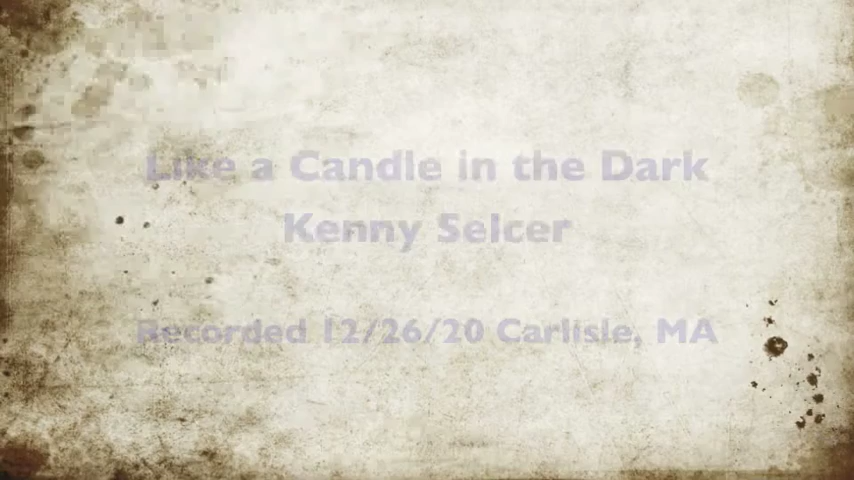 Like a Candle in the Dark
Kenny Selcer
Recorded 12/26/20 Carlisle, MA